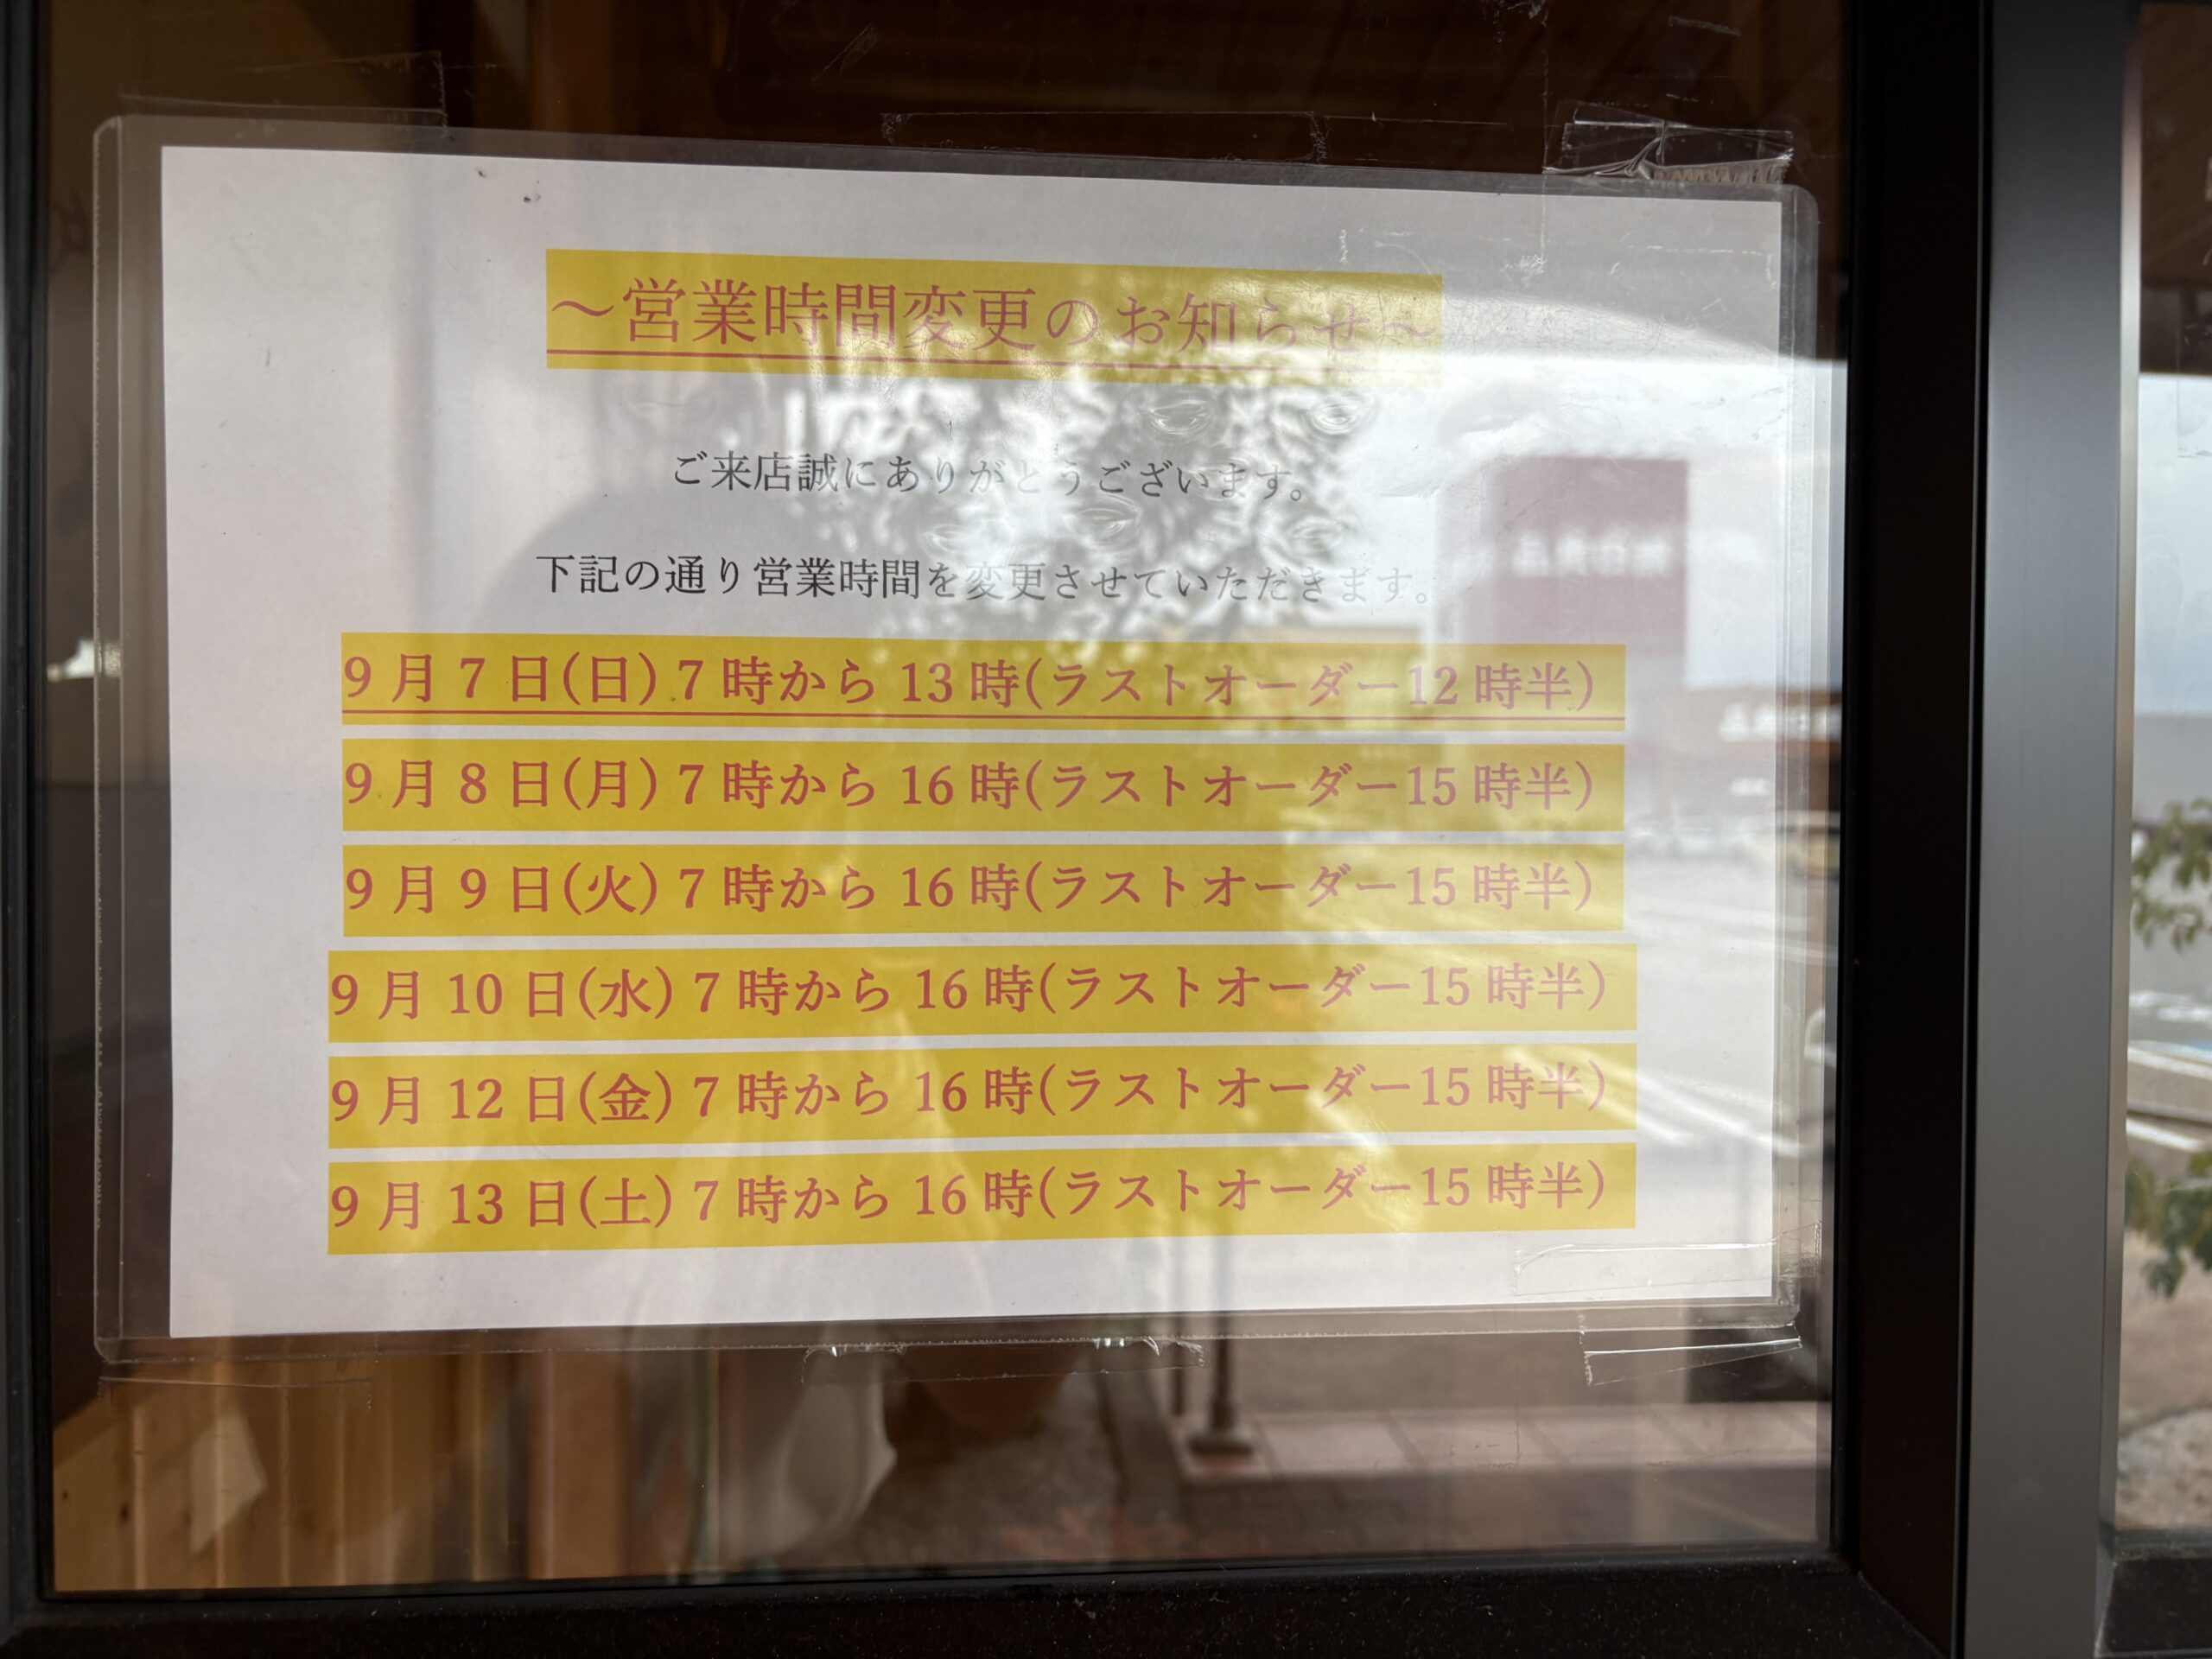 ～営業時間変更のお知らせ～
ご来店誠にありがとうございます。
下記の通り営業時間を変更させていただきます。
9月7日(日) 7時から13時(ラストオーダー12時半)
9月8日(月) 7時から16時(ラストオーダー15時半)
9月9日(火) 7時から16時(ラストオーダー15時半)
9月10日(水) 7時から16時(ラストオーダー15時半)
9月12日(金) 7時から16時(ラストオーダー15時半)
9月13日(土) 7時から16時(ラストオーダー15時半)